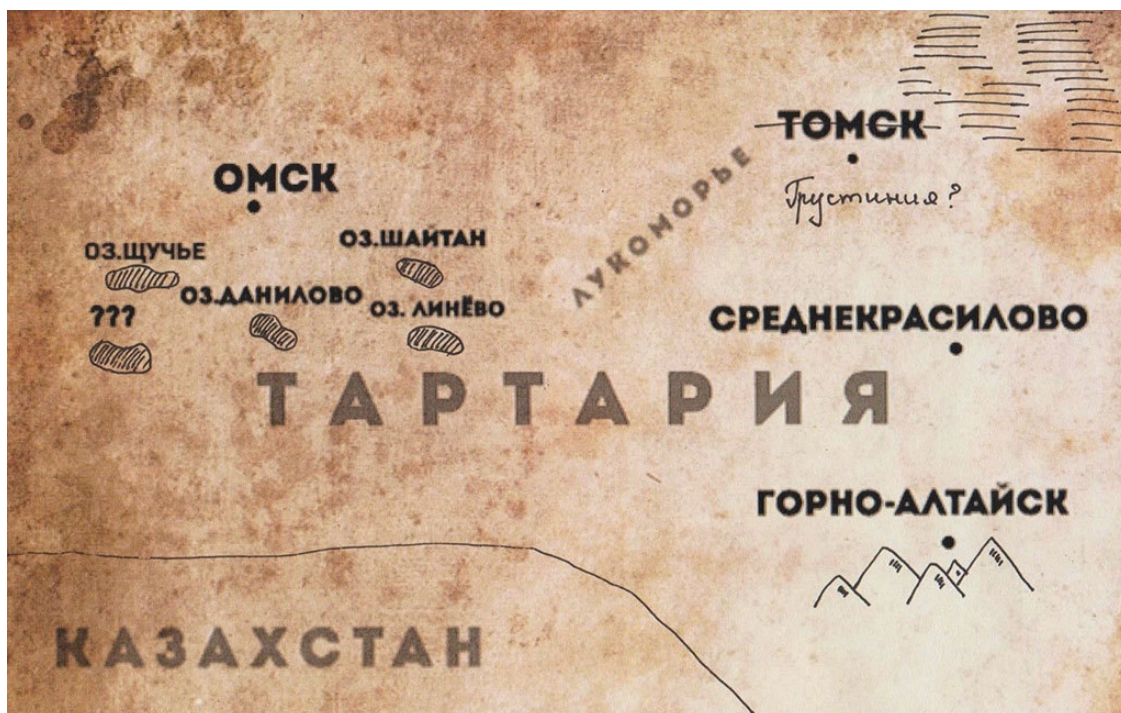 ТОМСК
ЛУКОМОРЬЕ
ОМСК
Грустиния?
ОЗ.ШАЙТАН
ОЗ.ЩУЧЬЕ
ОЗ.ДАНИЛОВО
ОЗ. ЛИНЁВО
???
СРЕДНЕКРАСИЛОВО
ТАРТАРИЯ
ГОРНО-АЛТАЙСК
КАЗАХСТАН